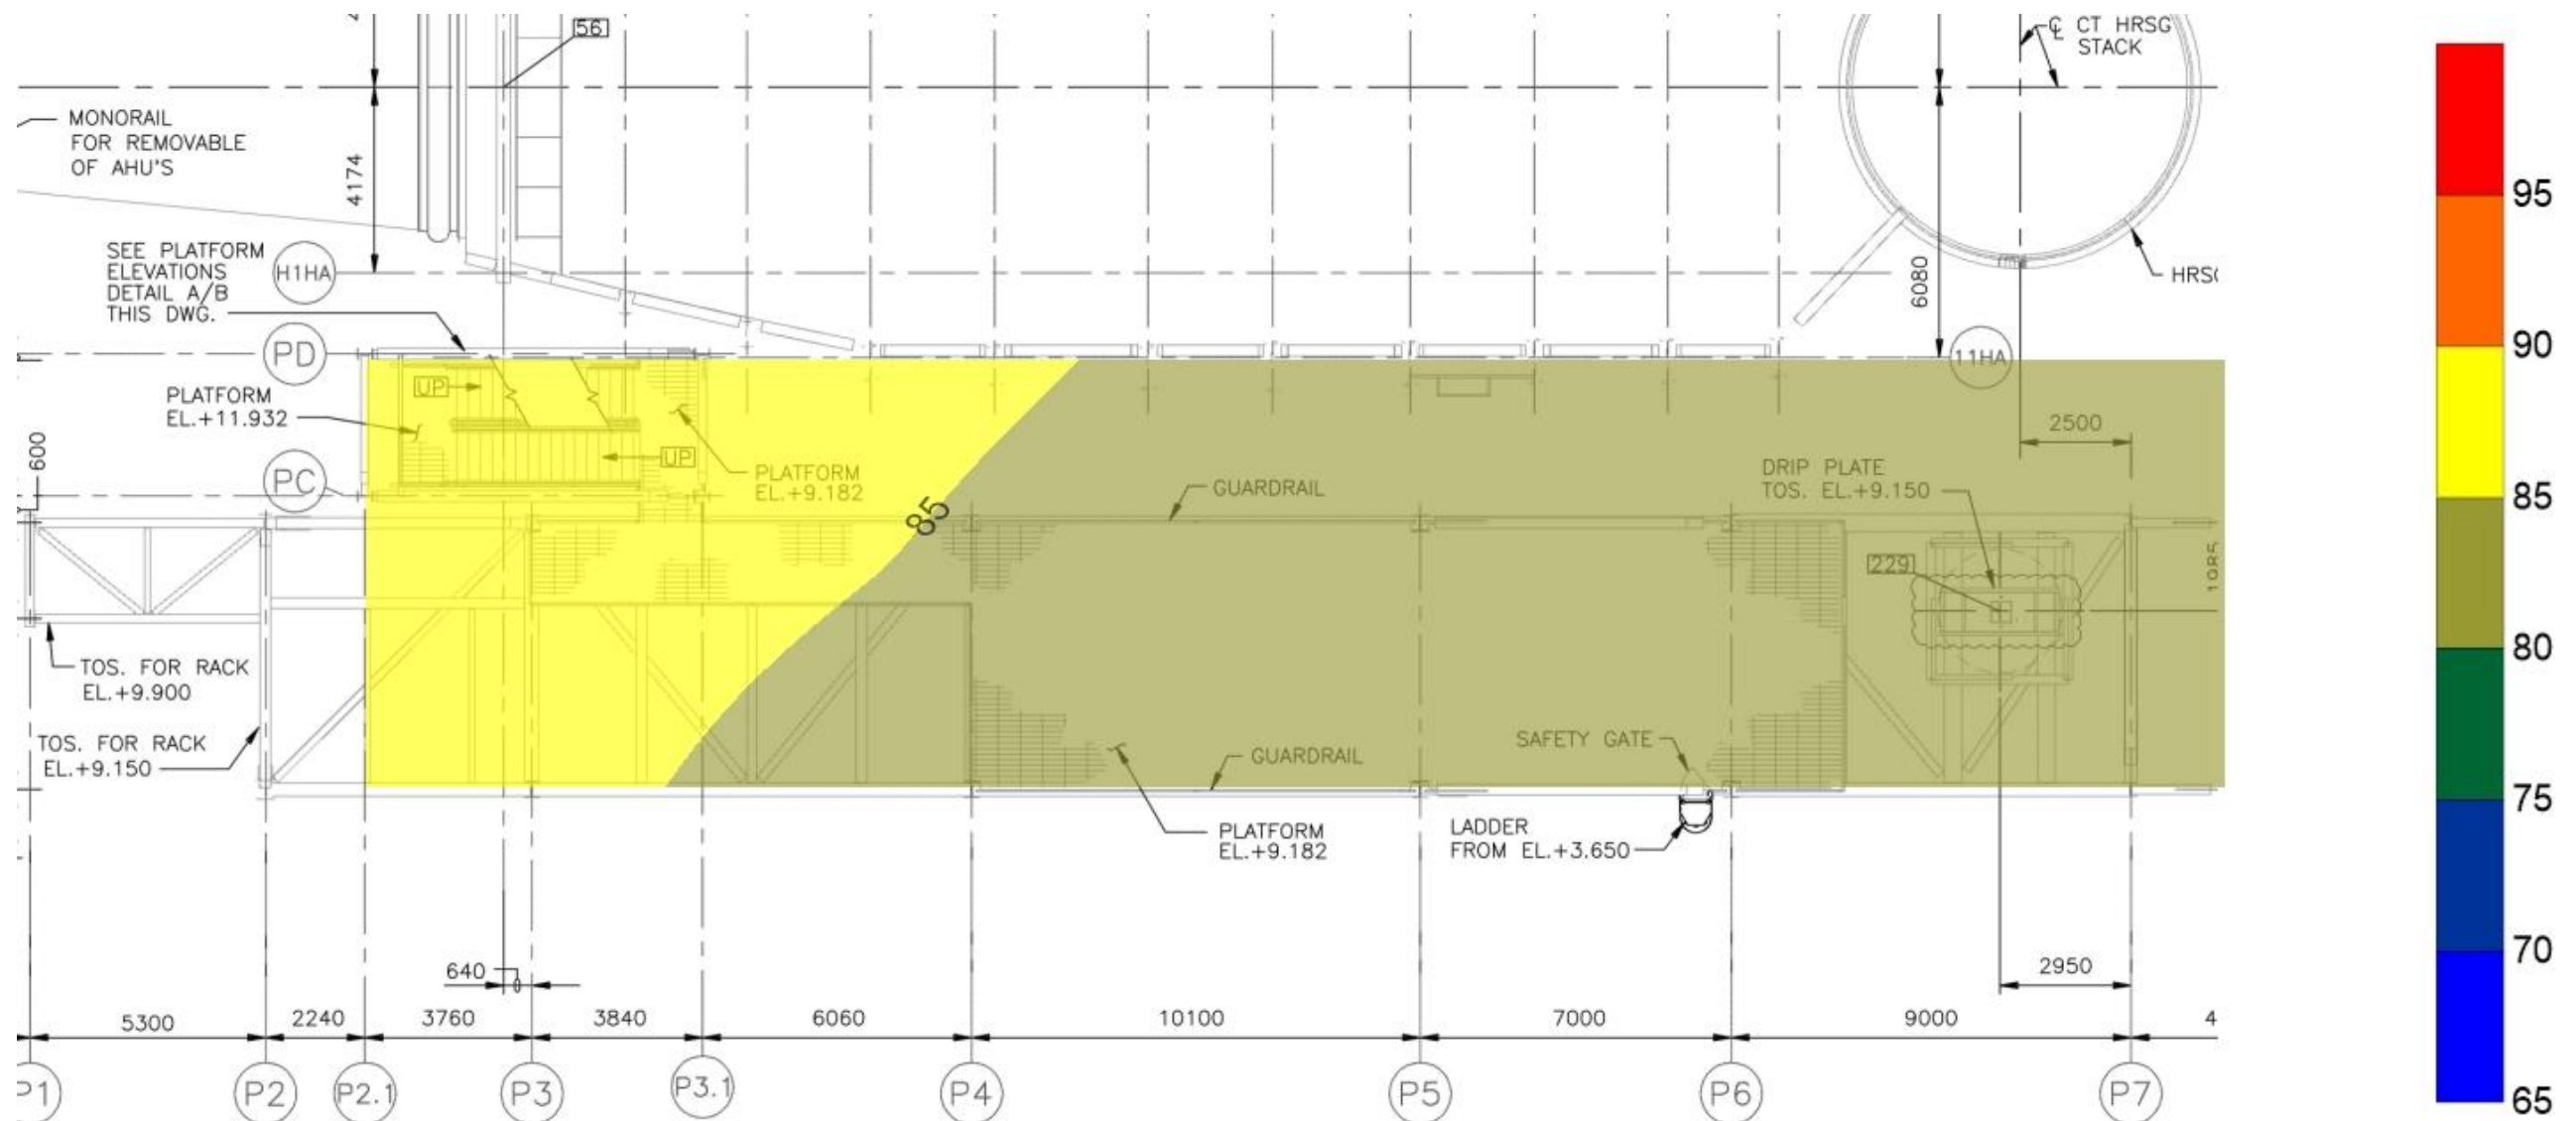 56
℄ CT HRSG
STACK
MONORAIL
FOR REMOVABLE
OF AHU'S
4174
SEE PLATFORM
ELEVATIONS
DETAIL A/B
THIS DWG.
H1HA
6080
PD
11HA
UP
PLATFORM
EL.+11.932
2500
600
UP
PC
PLATFORM
EL.+9.182
GUARDRAIL
DRIP PLATE
TOS. EL.+9.150
85
229
1085
TOS. FOR RACK
EL.+9.900
TOS. FOR RACK
EL.+9.150
SAFETY GATE
GUARDRAIL
PLATFORM
EL.+9.182
LADDER
FROM EL.+3.650
640
2950
5300
2240
3760
3840
6060
10100
7000
9000
4
P1
P2
P2.1
P3
P3.1
P4
P5
P6
P7
95
90
85
80
75
70
65